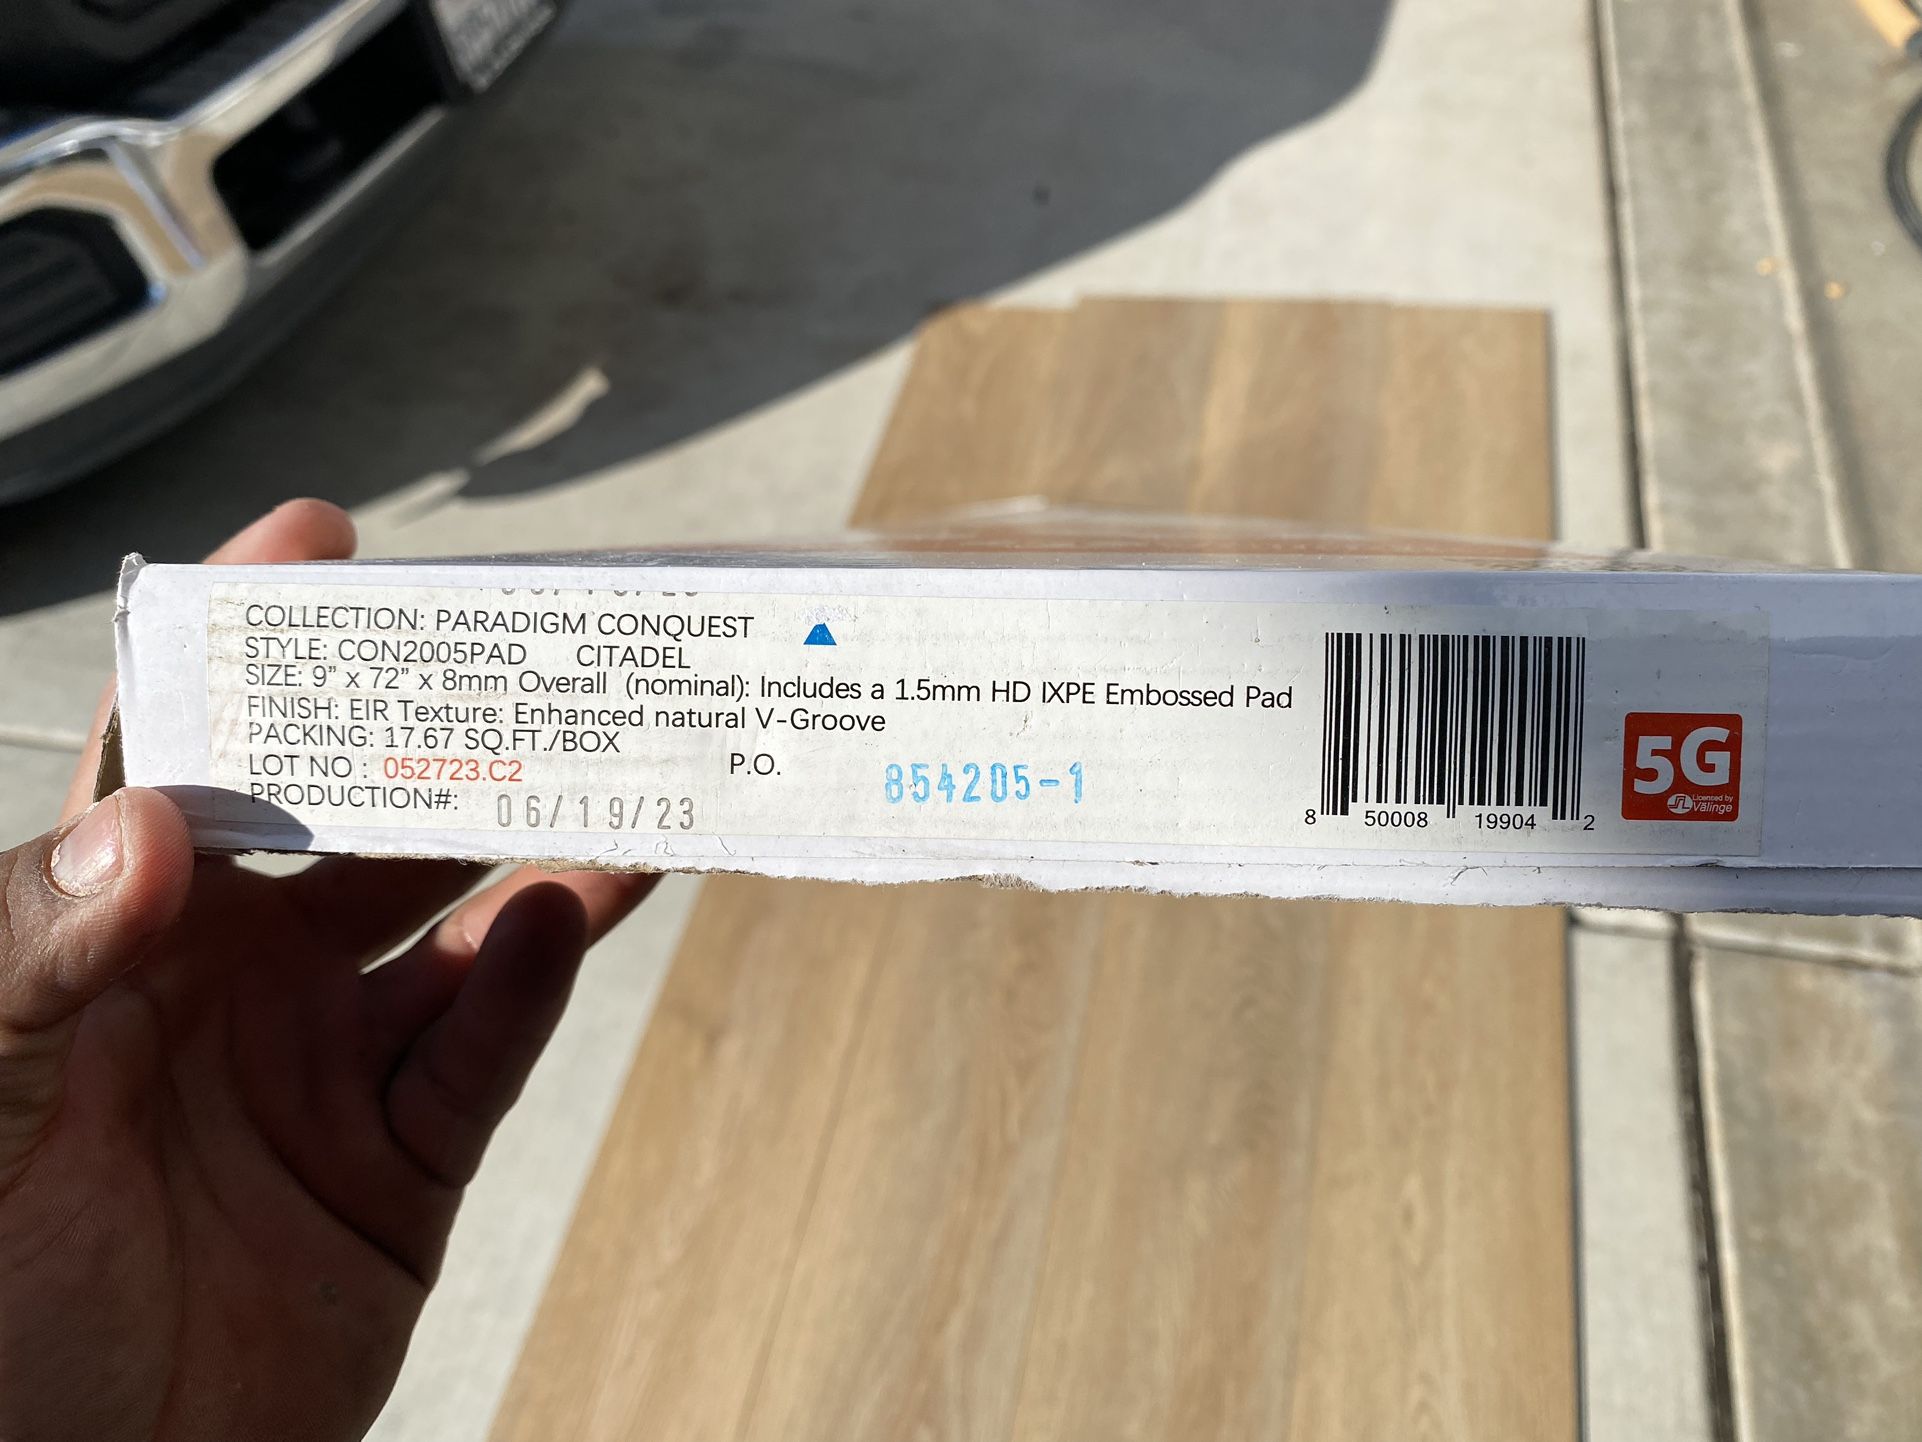 COLLECTION: PARADIGM CONQUEST
STYLE: CON2005PAD CITADEL
SIZE: 9" x 72" x 8mm Overall (nominal): Includes a 1.5mm HD IXPE Embossed Pad
FINISH: EIR Texture: Enhanced natural V-Groove
PACKING: 17.67 SQ.FT./BOX
LOT NO : 052723.C2
P.O. 854205-1
PRODUCTION#: 06/19/23
8 50008 19904 2
5G
Licensed by
Välinge